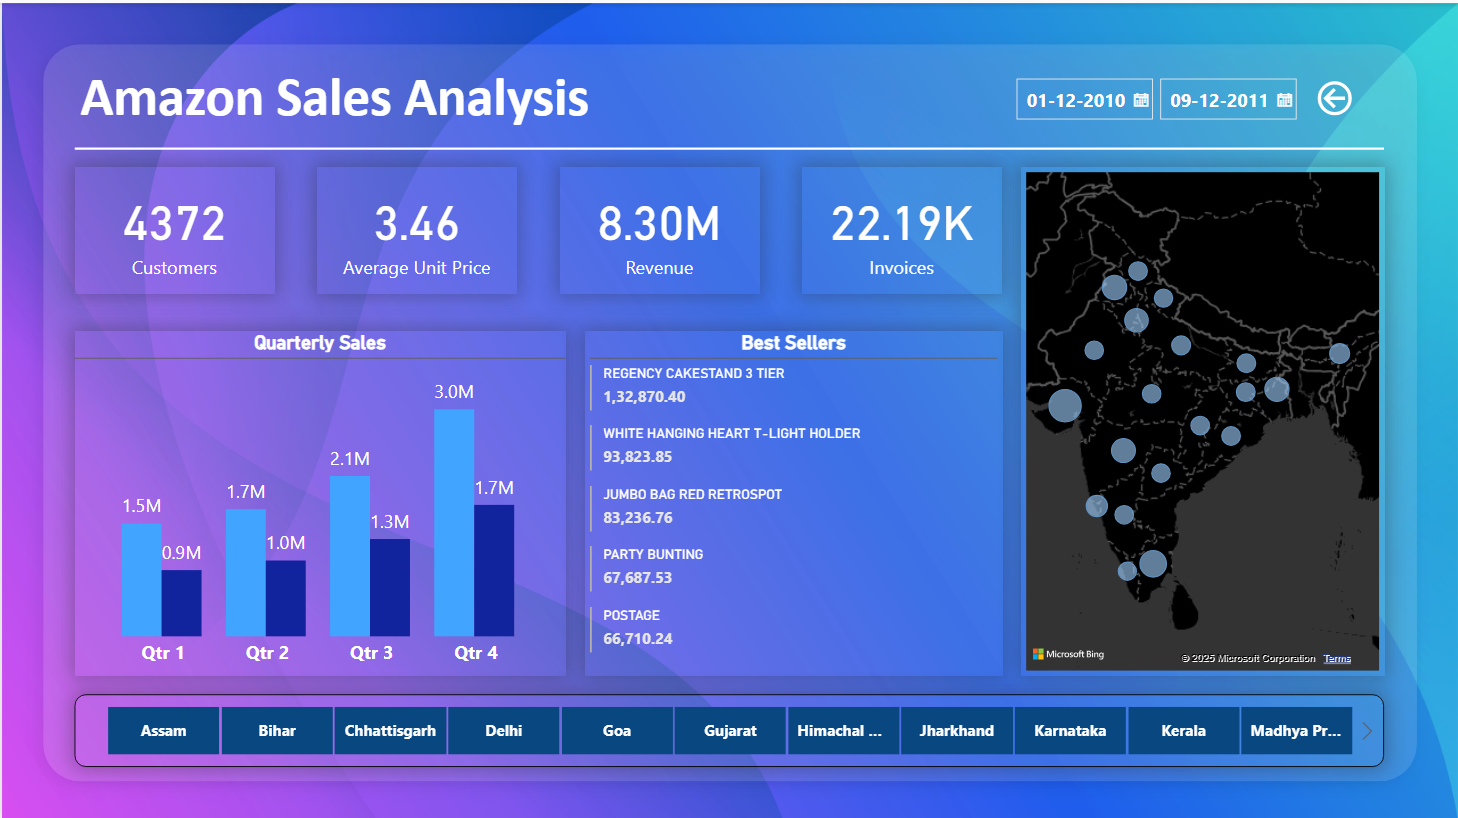 Amazon Sales Analysis
01-12-2010
09-12-2011
4372
Customers
3.46
Average Unit Price
8.30M
Revenue
22.19K
Invoices
Quarterly Sales
3.0M
2.1M
1.7M
1.7M
1.5M
1.3M
1.0M
0.9M
Qtr 1
Qtr 2
Qtr 3
Qtr 4
Best Sellers
REGENCY CAKESTAND 3 TIER
1,32,870.40
WHITE HANGING HEART T-LIGHT HOLDER
93,823.85
JUMBO BAG RED RETROSPOT
83,236.76
PARTY BUNTING
67,687.53
POSTAGE
66,710.24
Microsoft Bing
© 2025 Microsoft Corporation Terms
Assam
Bihar
Chhattisgarh
Delhi
Goa
Gujarat
Himachal ...
Jharkhand
Karnataka
Kerala
Madhya Pr...